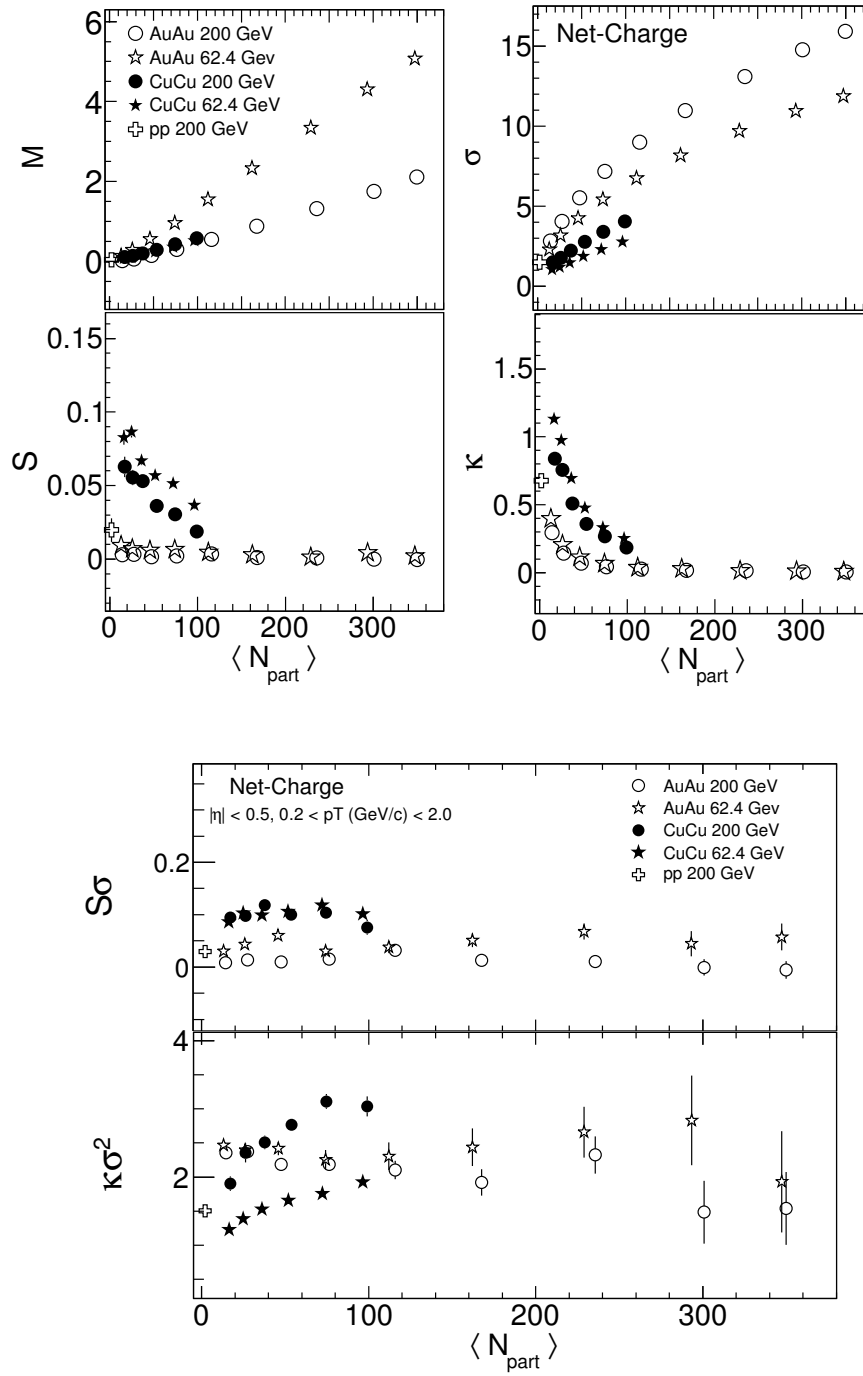 6
4
2
0
M
AuAu 200 GeV
AuAu 62.4 Gev
CuCu 200 GeV
CuCu 62.4 GeV
pp 200 GeV
15
10
5
0
σ
Net-Charge
0.15
0.1
0.05
0
S
0 100 200 300
⟨ N_part ⟩
1.5
1
0.5
0
κ
0 100 200 300
⟨ N_part ⟩
Net-Charge
|η| < 0.5, 0.2 < pT (GeV/c) < 2.0
AuAu 200 GeV
AuAu 62.4 Gev
CuCu 200 GeV
CuCu 62.4 GeV
pp 200 GeV
0.2
0
Sσ
4
2
κσ²
0 100 200 300
⟨ N_part ⟩